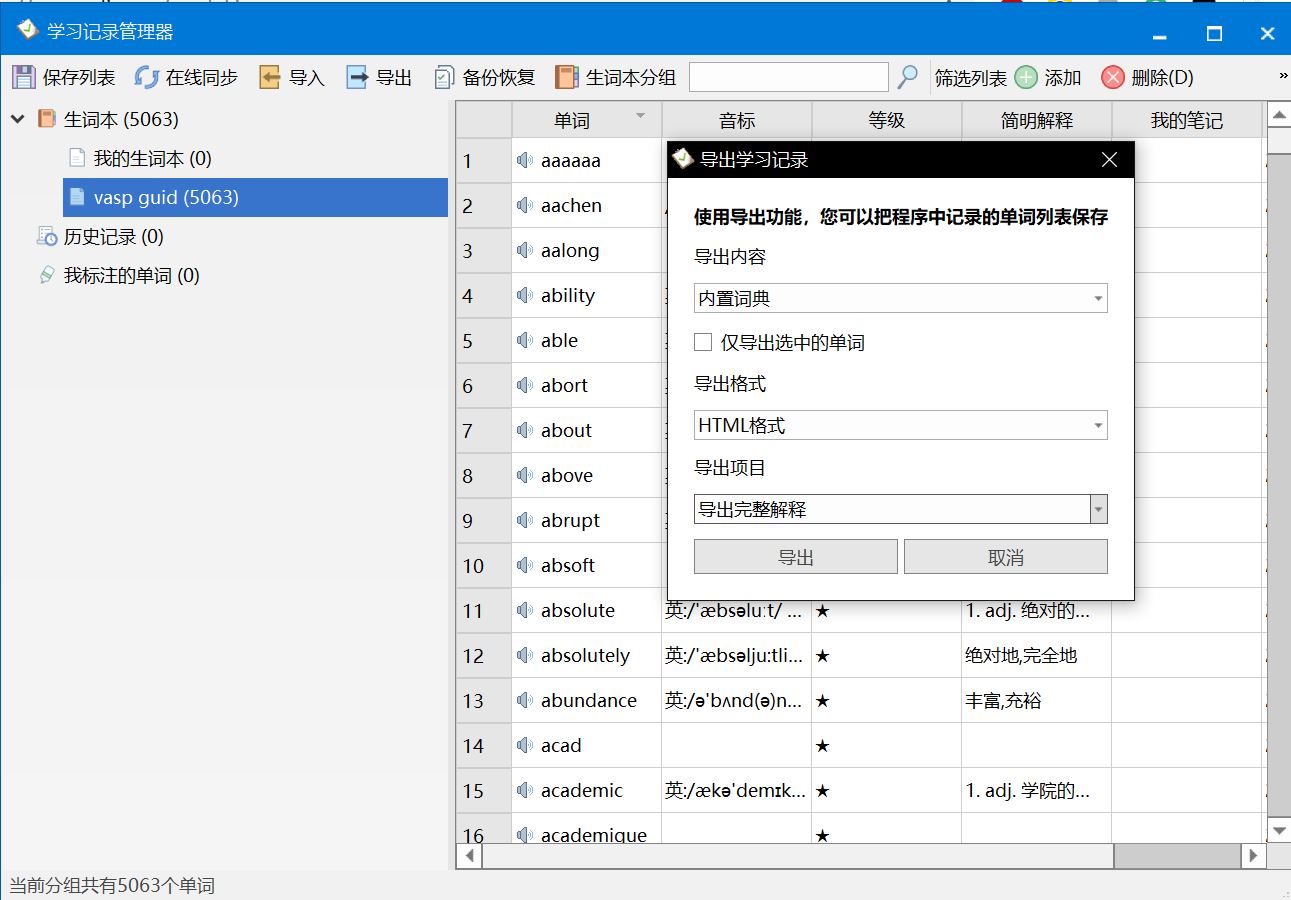 学习记录管理器
保存列表 在线同步 导入 导出 备份恢复 生词本分组 筛选列表 添加 删除(D) »
生词本 (5063)
我的生词本 (0)
vasp guid (5063)
历史记录 (0)
我标注的单词 (0)
单词 音标 等级 简明解释 我的笔记
1 aaaaaa
2 aachen
3 aalong
4 ability
5 able
6 abort
7 about
8 above
9 abrupt
10 absoft
11 absolute 英:/'æbsəluːt/ ... ★ 1. adj. 绝对的...
12 absolutely 英:/'æbsəlju:tli... ★ 绝对地,完全地
13 abundance 英:/ə'bʌnd(ə)n... ★ 丰富,充裕
14 acad ★
15 academic 英:/ækə'demɪk... ★ 1. adj. 学院的...
16 academique ★
导出学习记录
使用导出功能，您可以把程序中记录的单词列表保存
导出内容
内置词典
仅导出选中的单词
导出格式
HTML格式
导出项目
导出完整解释
导出 取消
当前分组共有5063个单词